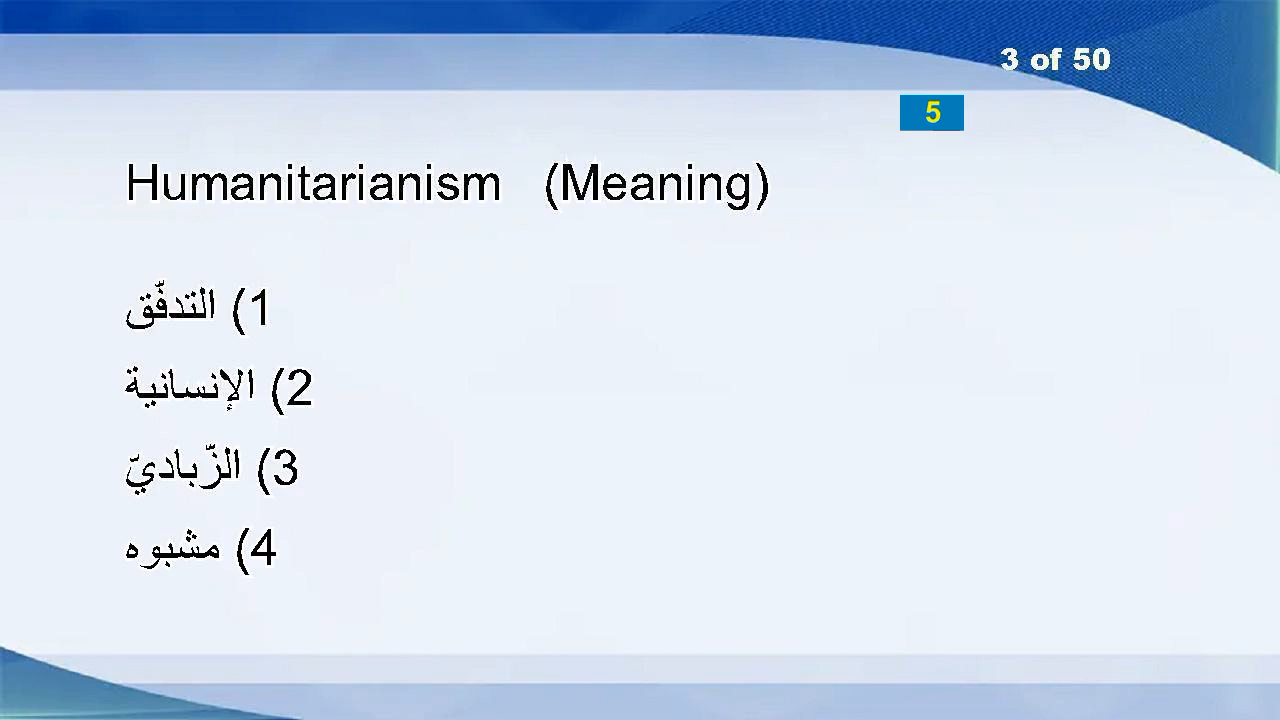 3 of 50
5
Humanitarianism (Meaning)
1) التدفّق
2) الإنسانية
3) الزّباديّ
4) مشبوه